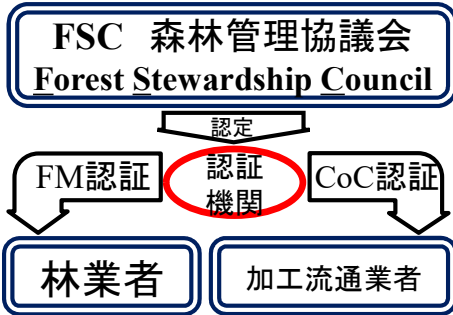 FSC 森林管理協議会
Forest Stewardship Council
認定
FM認証
認証
機関
CoC認証
林業者
加工流通業者